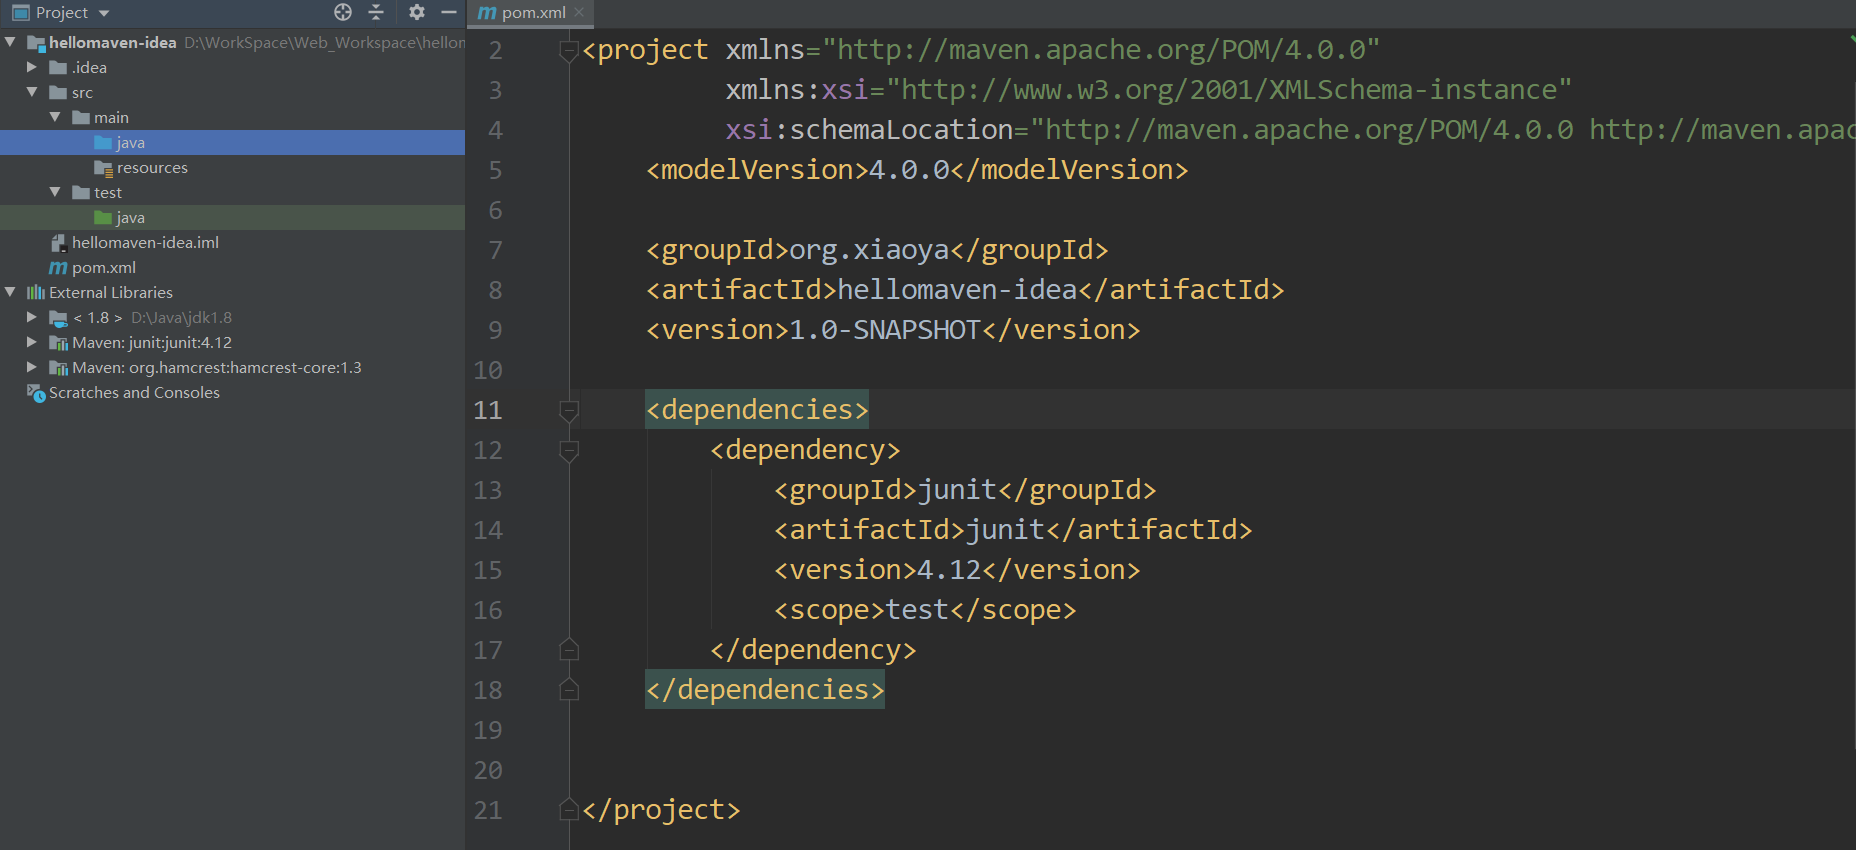 Project
hellomaven-idea D:\WorkSpace\Web_Workspace\hellom
.idea
src
main
java
resources
test
java
hellomaven-idea.iml
pom.xml
External Libraries
< 1.8 > D:\Java\jdk1.8
Maven: junit:junit:4.12
Maven: org.hamcrest:hamcrest-core:1.3
Scratches and Consoles
pom.xml
2 <project xmlns="http://maven.apache.org/POM/4.0.0"
3 xmlns:xsi="http://www.w3.org/2001/XMLSchema-instance"
4 xsi:schemaLocation="http://maven.apache.org/POM/4.0.0 http://maven.apac
5 <modelVersion>4.0.0</modelVersion>
6
7 <groupId>org.xiaoya</groupId>
8 <artifactId>hellomaven-idea</artifactId>
9 <version>1.0-SNAPSHOT</version>
10
11 <dependencies>
12 <dependency>
13 <groupId>junit</groupId>
14 <artifactId>junit</artifactId>
15 <version>4.12</version>
16 <scope>test</scope>
17 </dependency>
18 </dependencies>
19
20
21 </project>